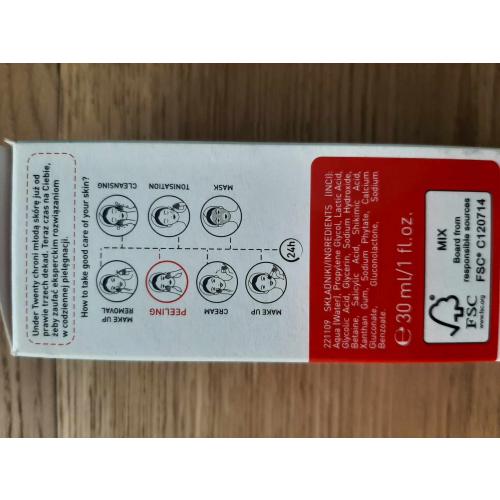 Under Twenty chroni młodą skórę już od
prawie trzech dekad. Teraz czas na Ciebie,
żeby zaufać eksperckim rozwiązaniom
w codziennej pielęgnacji.
How to take good care of your skin?
MAKE UP
REMOVAL
CLEANSING
PEELING
TONISATION
CREAM
MASK
MAKE UP
24h
221109 SKŁADNIKI/INGREDIENTS (INCI):
Aqua (Water), Propylene Glycol, Lactic Acid,
Glycolic Acid, Glycerin, Sodium Hydroxide,
Betaine, Salicylic Acid, Shikimic Acid,
Xanthan Gum, Sodium Phytate, Calcium
Gluconate, Gluconolactone, Sodium
Benzoate.
℮ 30 ml/1 fl.oz.
FSC
www.fsc.org
MIX
Board from
responsible sources
FSC® C120714